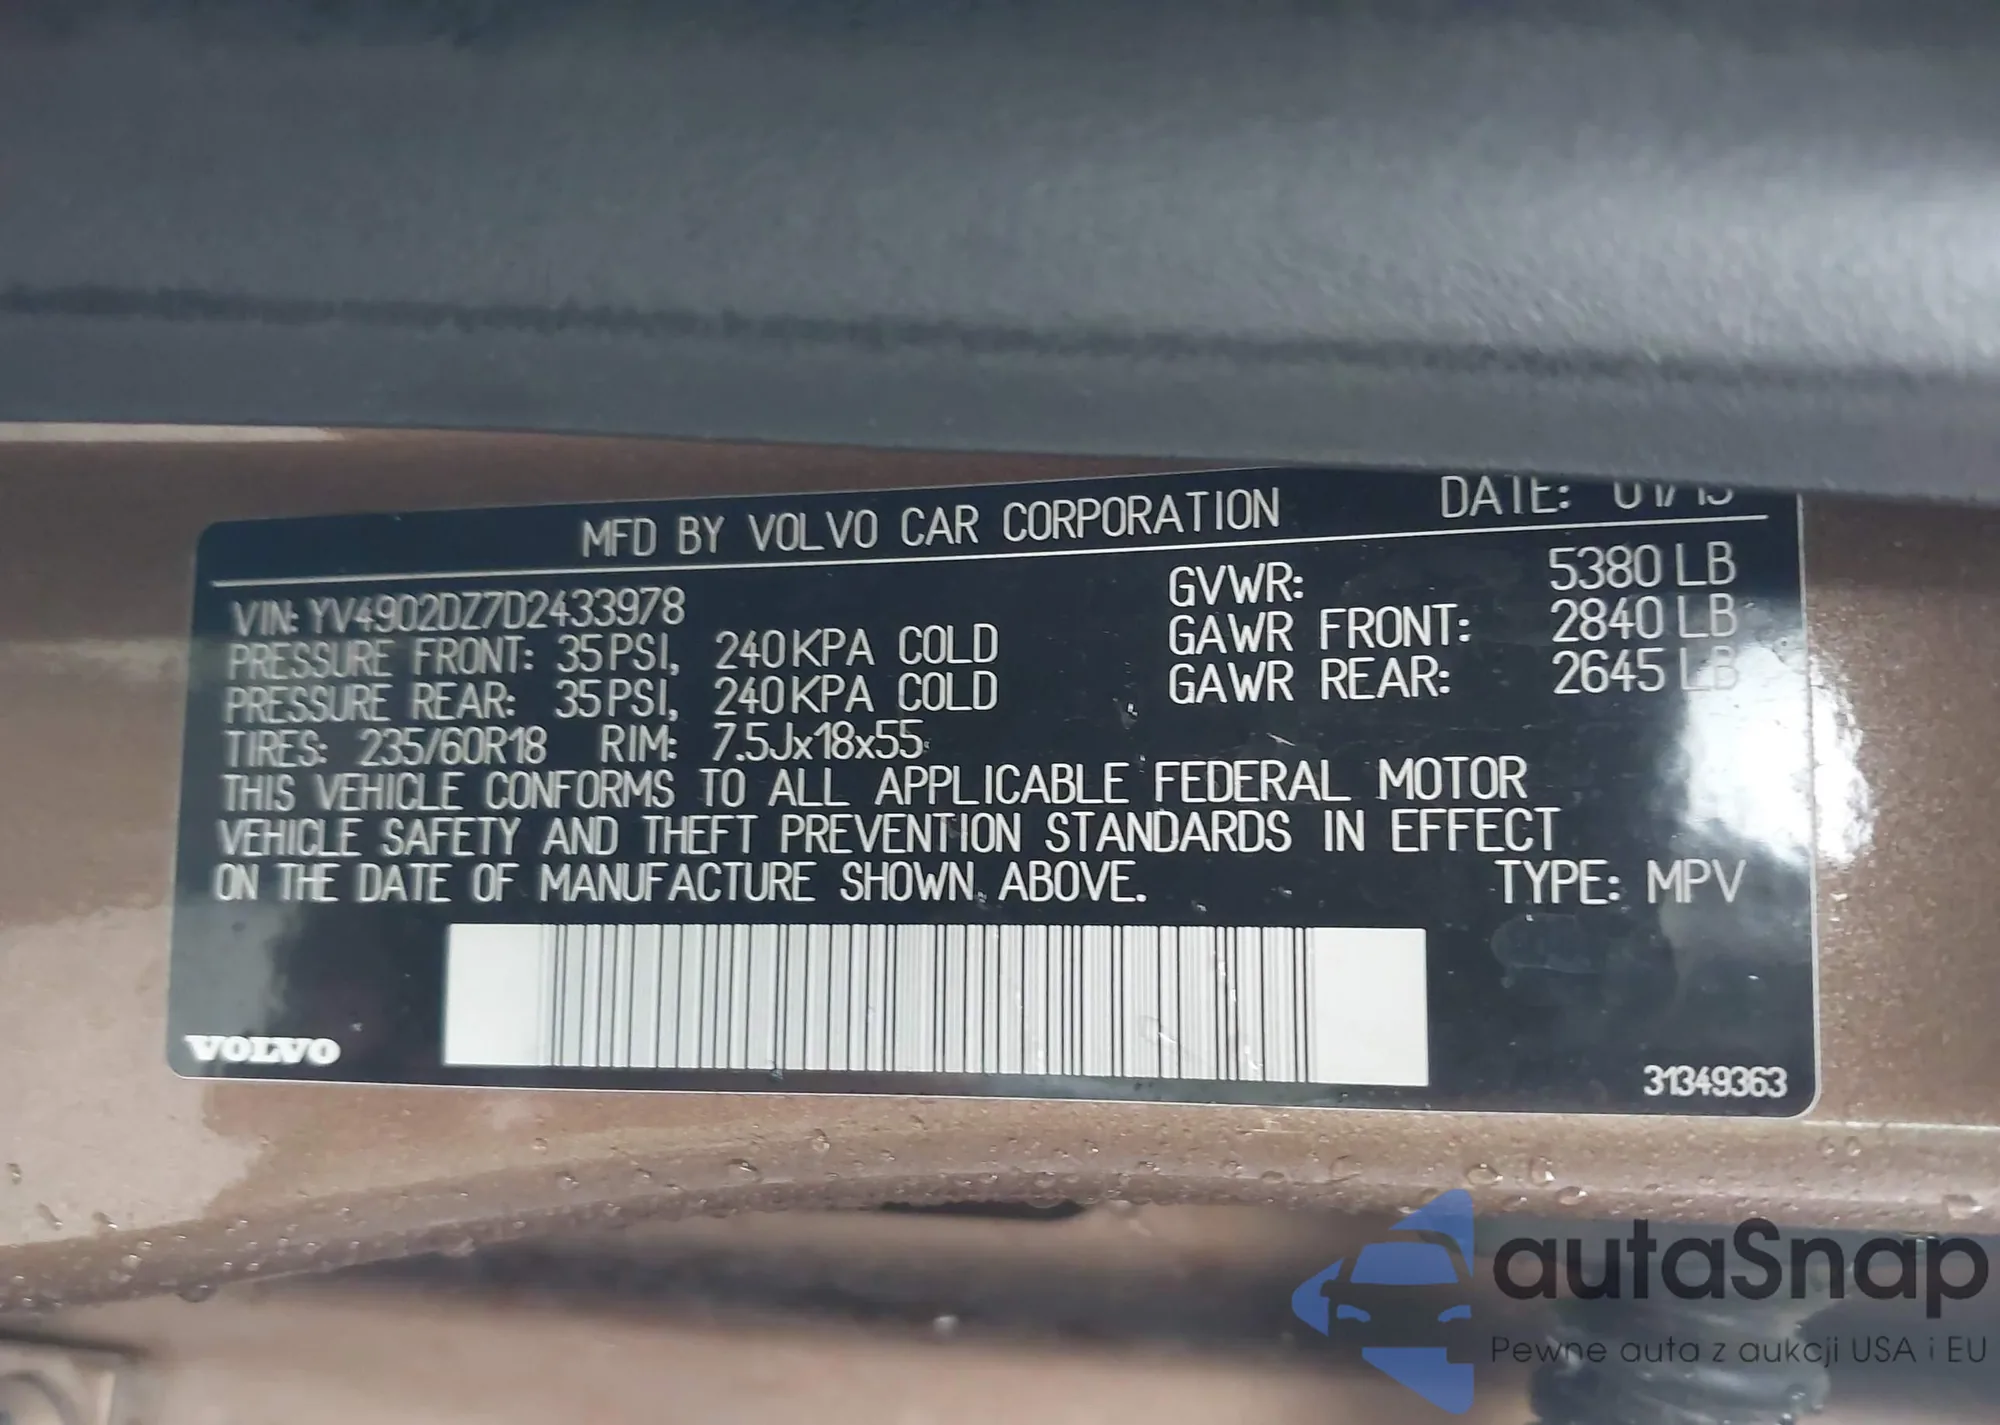 MFD BY VOLVO CAR CORPORATION DATE: 01/13
VIN: YV4902DZ7D2433978 GVWR: 5380 LB
PRESSURE FRONT: 35 PSI, 240 KPA COLD GAWR FRONT: 2840 LB
PRESSURE REAR: 35 PSI, 240 KPA COLD GAWR REAR: 2645 LB
TIRES: 235/60R18 RIM: 7.5Jx18x55
THIS VEHICLE CONFORMS TO ALL APPLICABLE FEDERAL MOTOR
VEHICLE SAFETY AND THEFT PREVENTION STANDARDS IN EFFECT
ON THE DATE OF MANUFACTURE SHOWN ABOVE. TYPE: MPV
VOLVO
31349363
autaSnap
Pewne auta z aukcji USA i EU